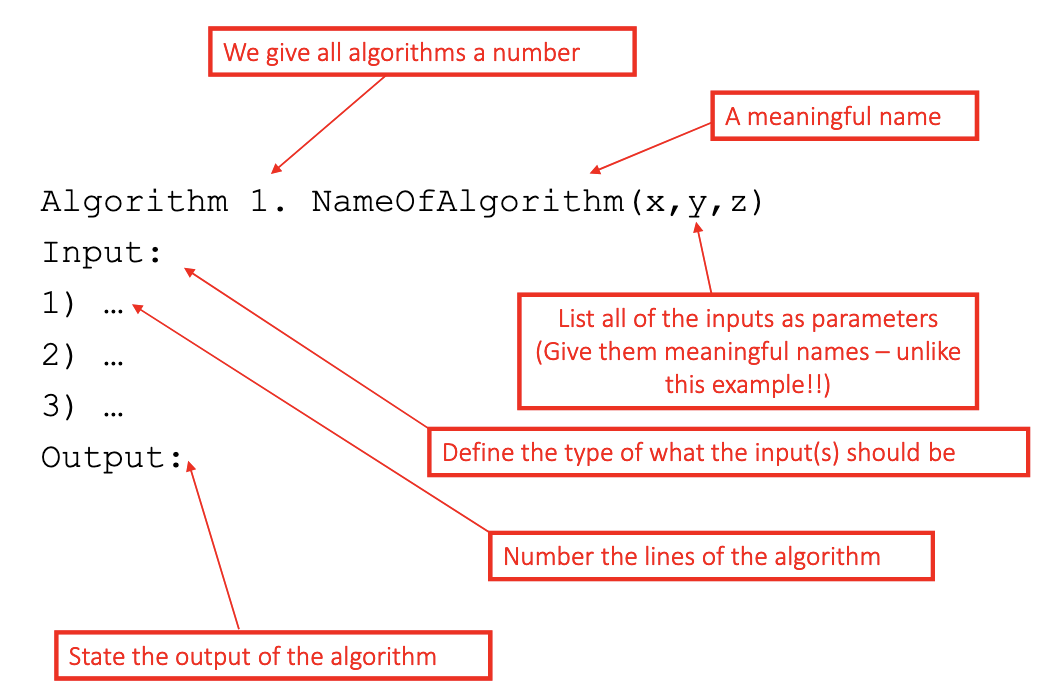 We give all algorithms a number
A meaningful name
Algorithm 1. NameOfAlgorithm(x,y,z)
Input:
1) …
List all of the inputs as parameters
(Give them meaningful names – unlike
this example!!)
2) …
3) …
Define the type of what the input(s) should be
Output:
Number the lines of the algorithm
State the output of the algorithm